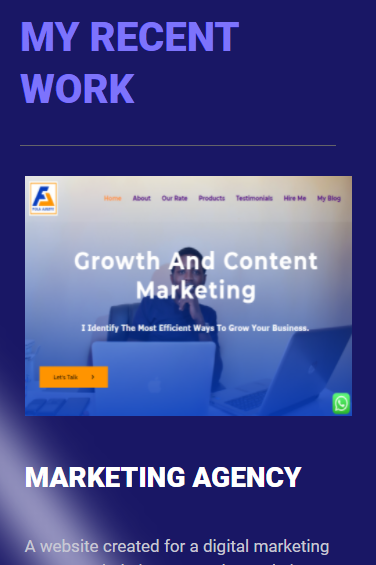 MY RECENT
WORK
Home About Our Rate Products Testimonials Hire Me My Blog
Growth And Content
Marketing
I Identify The Most Efficient Ways To Grow Your Business.
Let's Talk
MARKETING AGENCY
A website created for a digital marketing